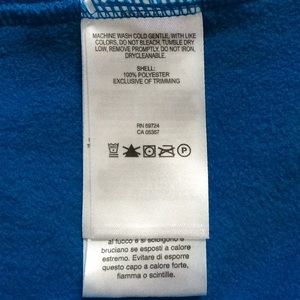 MACHINE WASH COLD GENTLE, WITH LIKE
COLORS, DO NOT BLEACH, TUMBLE DRY
LOW, REMOVE PROMPTLY, DO NOT IRON,
DRYCLEANABLE.
SHELL:
100% POLYESTER
EXCLUSIVE OF TRIMMING
RN 69724
CA 05367
P
al fuoco e si sciolgono e
bruciano se esposti a calore
estremo. Evitare di esporre
questo capo a calore forte,
fiamma o scintille.